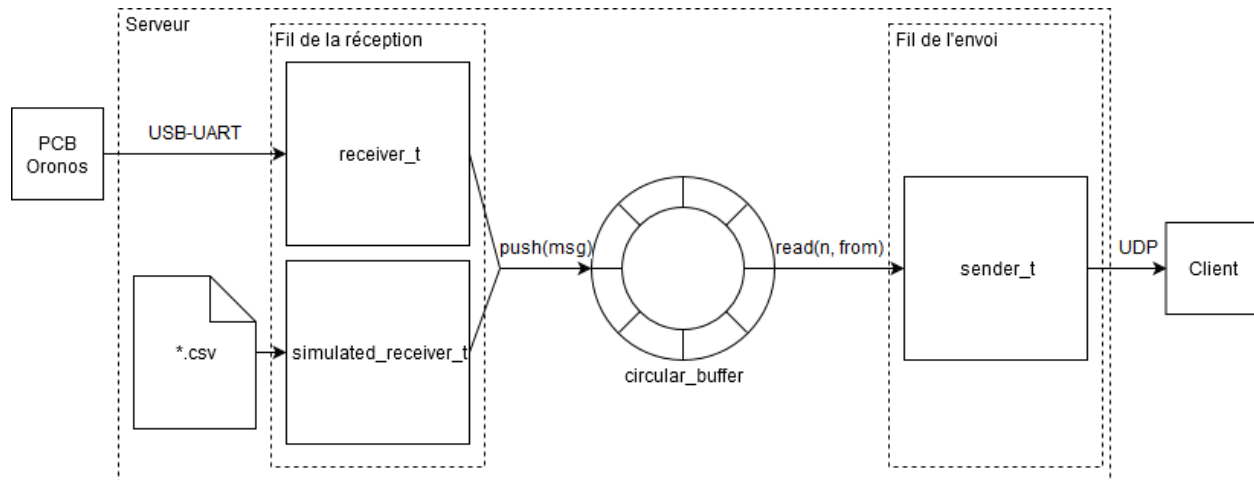 Serveur
Fil de la réception
Fil de l'envoi
PCB
Oronos
USB-UART
receiver_t
push(msg)
read(n, from)
sender_t
UDP
Client
*.csv
simulated_receiver_t
circular_buffer